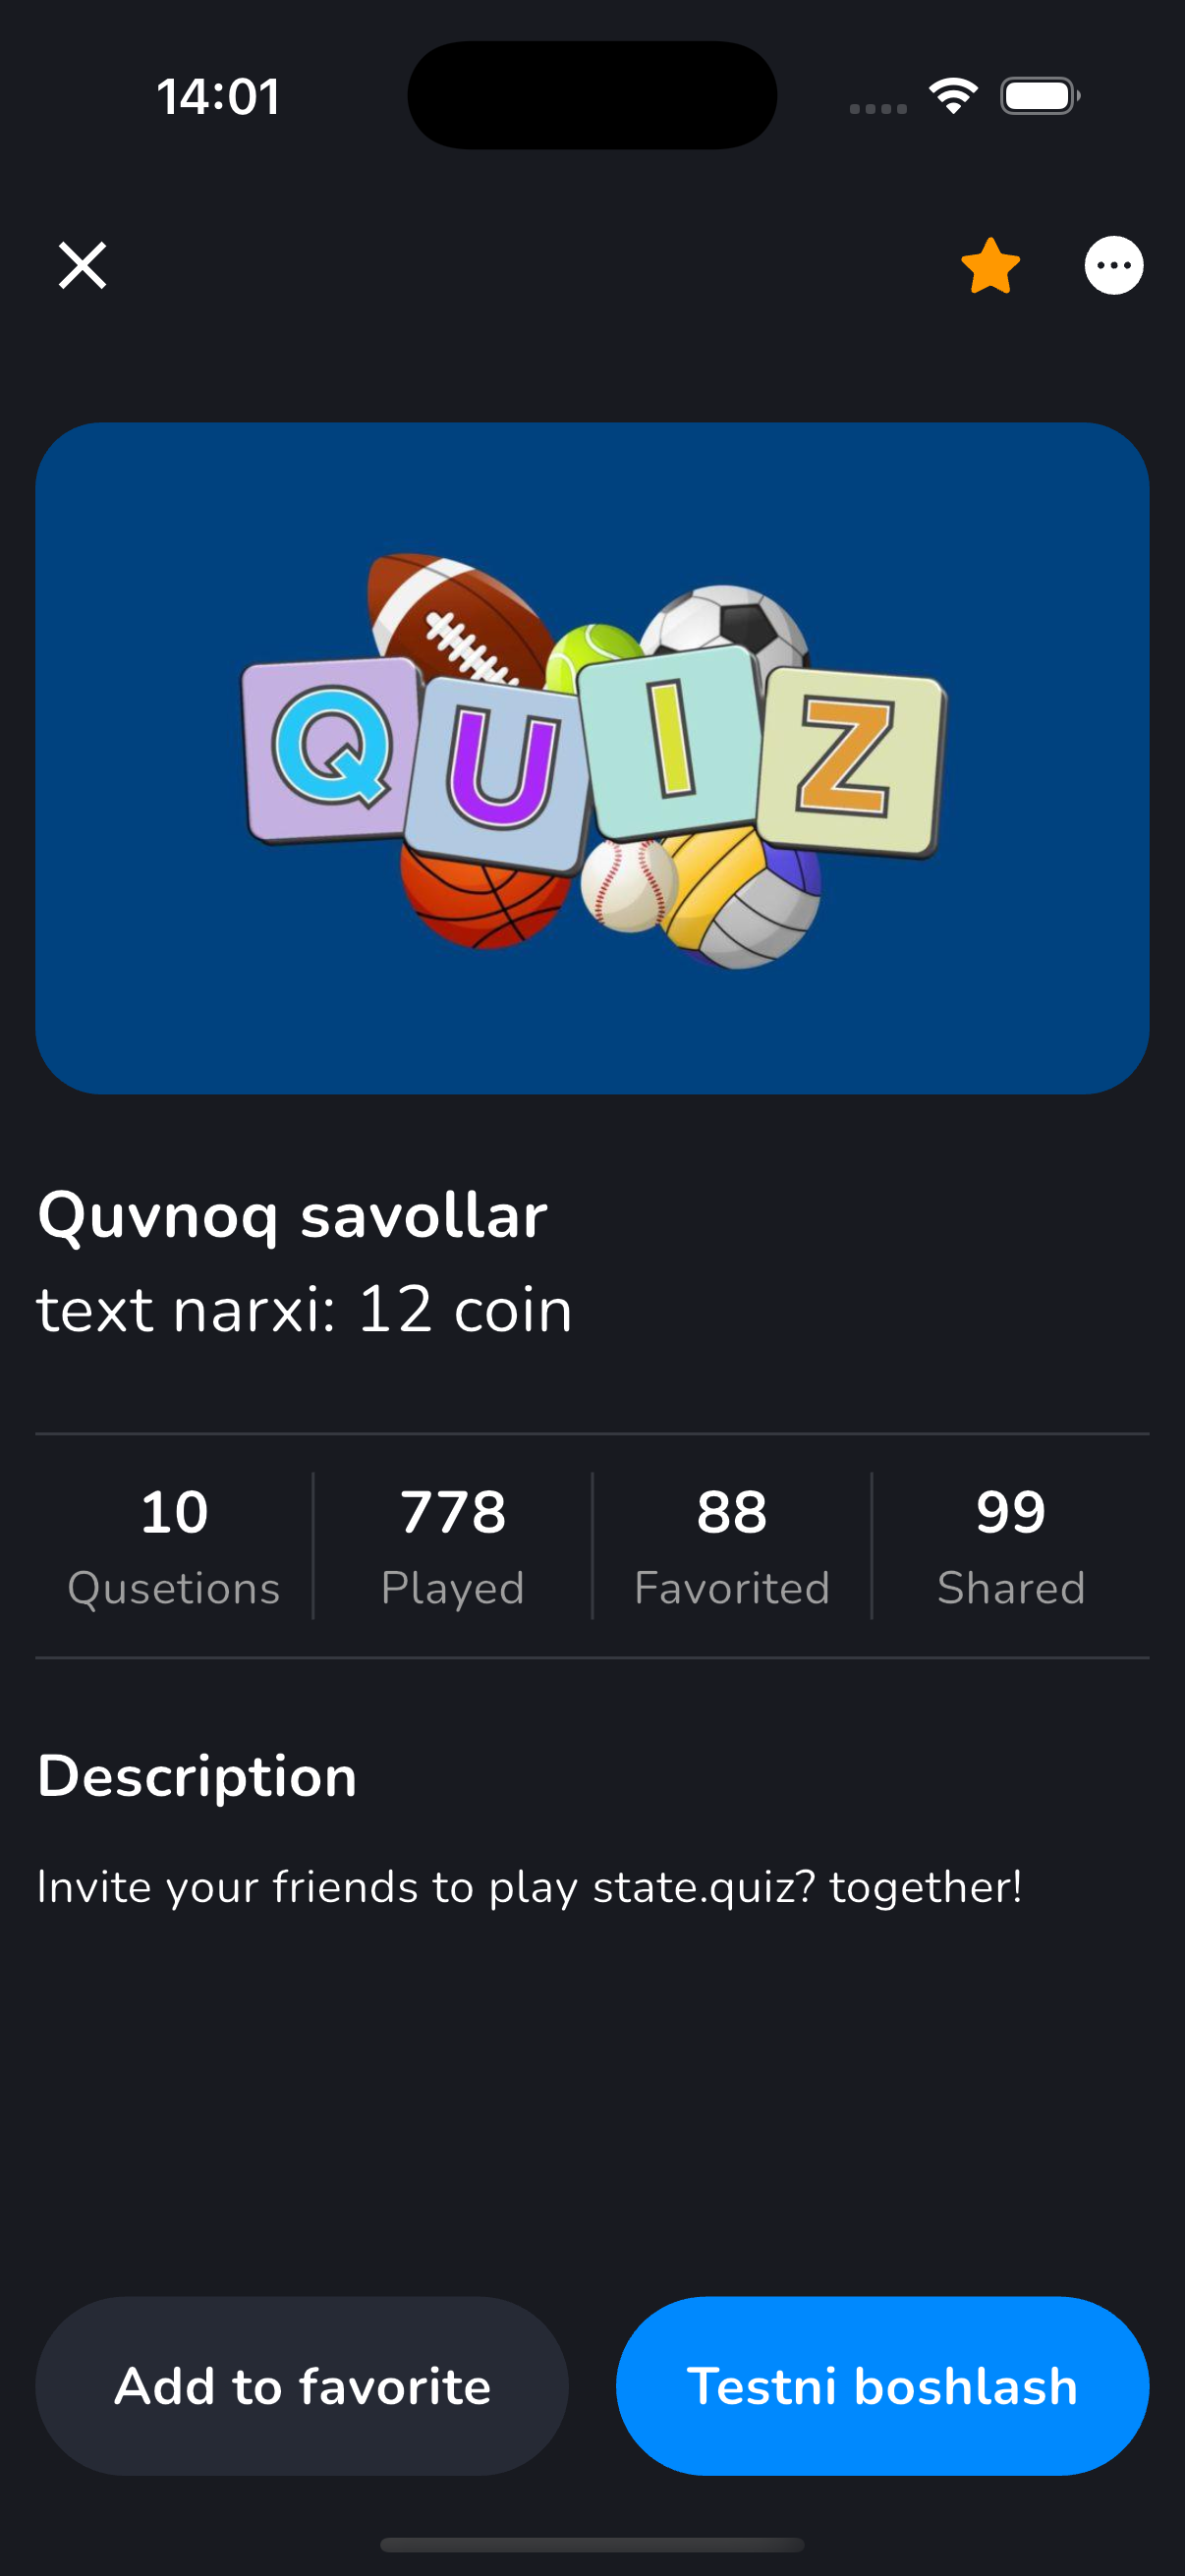 14:01
QUIZ
Quvnoq savollar
text narxi: 12 coin
10 778 88 99
Qusetions Played Favorited Shared
Description
Invite your friends to play state.quiz? together!
Add to favorite Testni boshlash